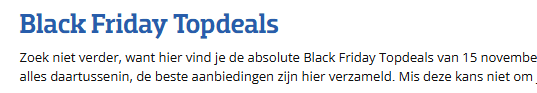 Black Friday Topdeals
Zoek niet verder, want hier vind je de absolute Black Friday Topdeals van 15 novembe
alles daartussenin, de beste aanbiedingen zijn hier verzameld. Mis deze kans niet om